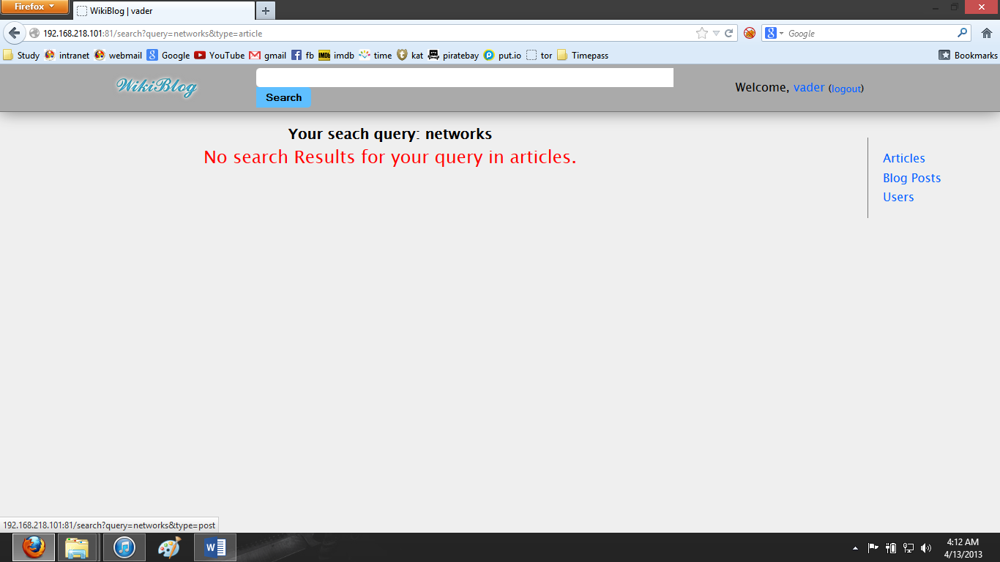 Firefox
WikiBlog | vader
192.168.218.101:81/search?query=networks&type=article
Google
Study intranet webmail Google YouTube gmail fb imdb time kat piratebay put.io tor Timepass Bookmarks
WikiBlog
Search
Welcome, vader (logout)
Your seach query: networks
No search Results for your query in articles.
Articles
Blog Posts
Users
192.168.218.101:81/search?query=networks&type=post
4:12 AM
4/13/2013